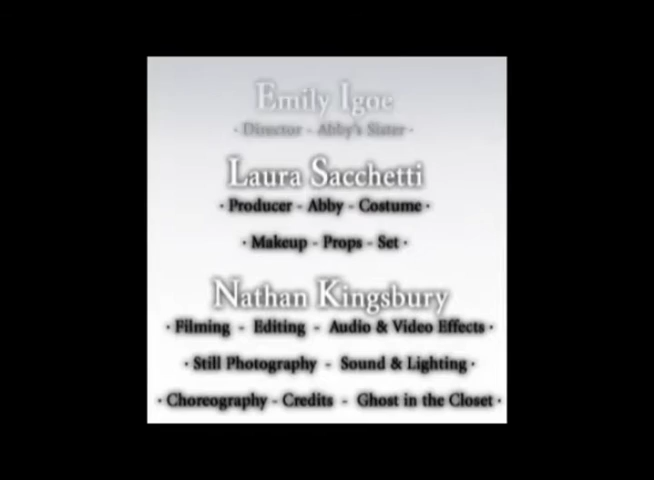 Emily Igoe
· Director - Abby's Sister ·
Laura Sacchetti
· Producer - Abby - Costume ·
· Makeup - Props - Set ·
Nathan Kingsbury
· Filming - Editing - Audio & Video Effects ·
· Still Photography - Sound & Lighting ·
· Choreography - Credits - Ghost in the Closet ·